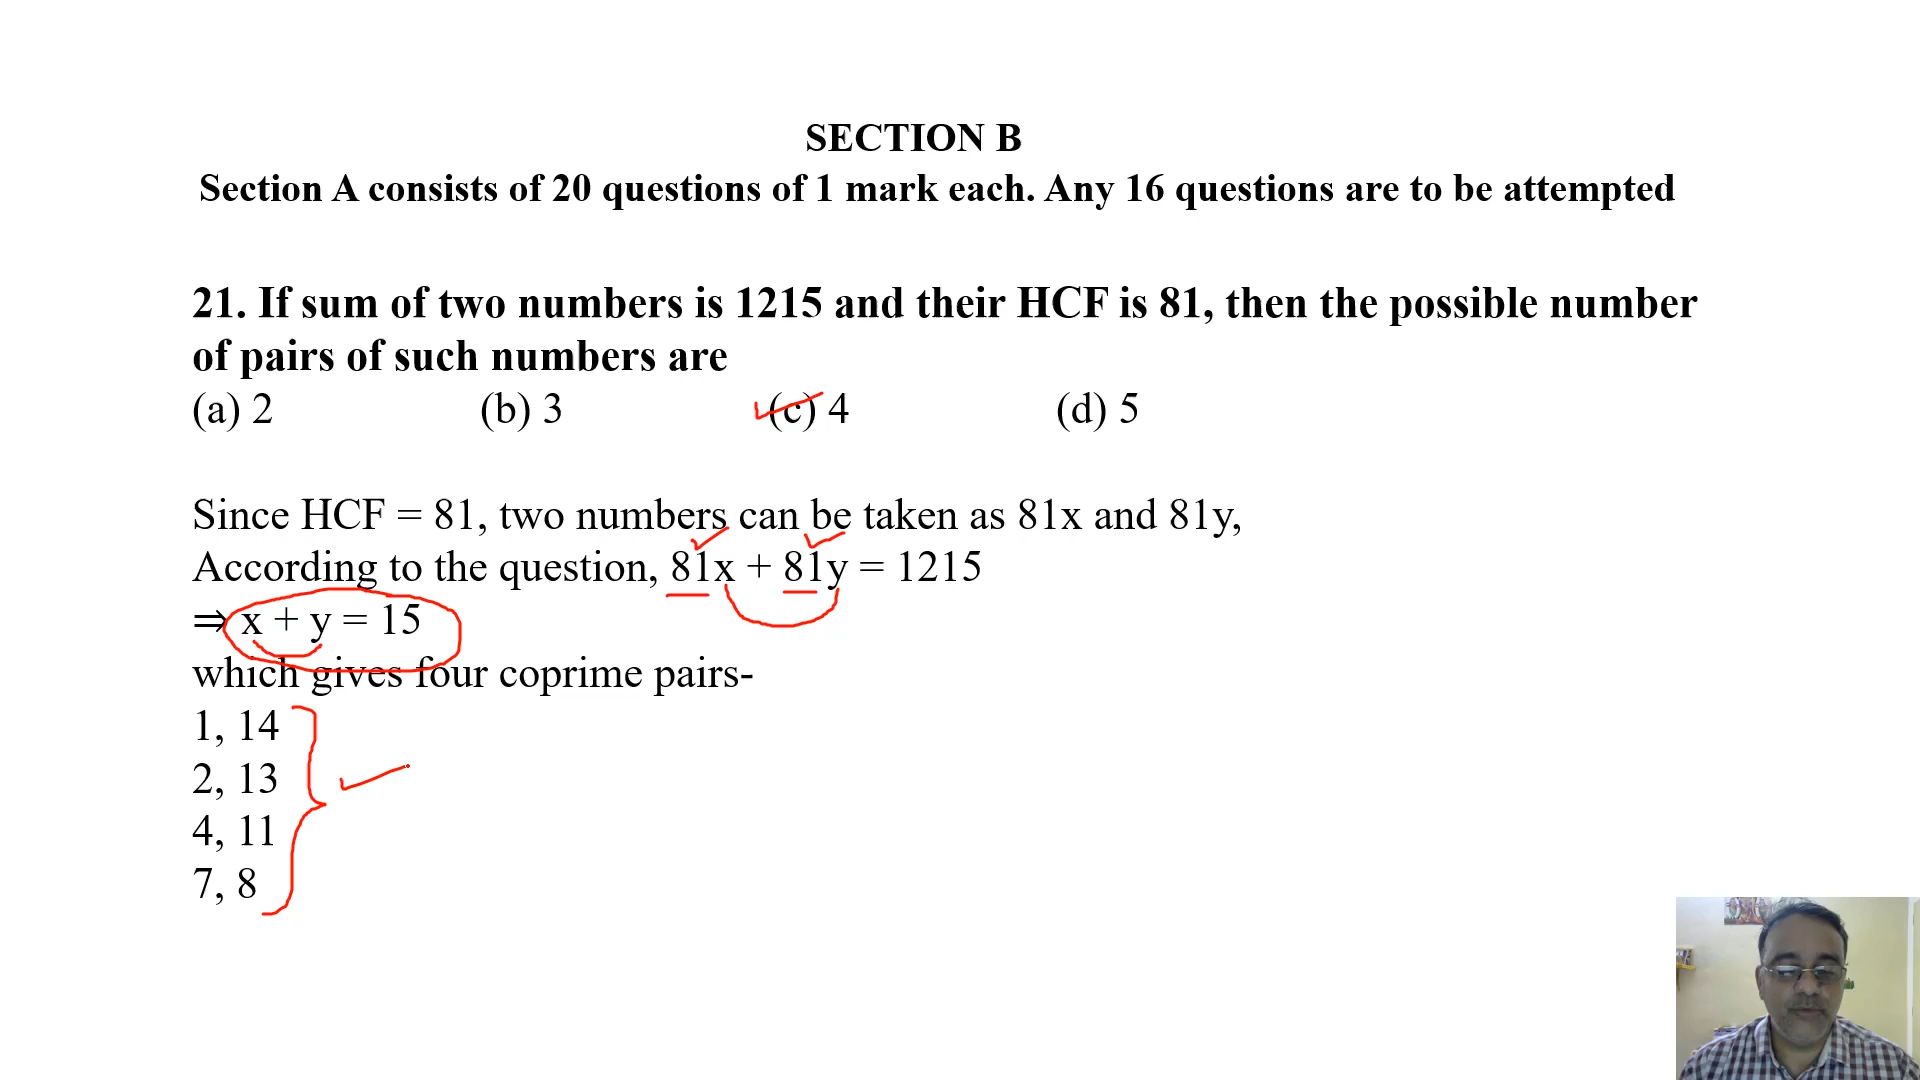 SECTION B
Section A consists of 20 questions of 1 mark each. Any 16 questions are to be attempted
21. If sum of two numbers is 1215 and their HCF is 81, then the possible number
of pairs of such numbers are
(a) 2 (b) 3 (c) 4 (d) 5
Since HCF = 81, two numbers can be taken as 81x and 81y,
According to the question, 81x + 81y = 1215
⇒ x + y = 15
which gives four coprime pairs-
1, 14
2, 13
4, 11
7, 8